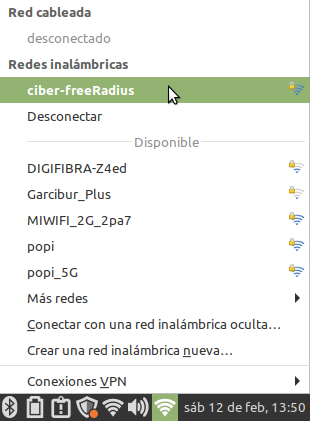 Red cableada
desconectado
Redes inalámbricas
ciber-freeRadius
Desconectar
Disponible
DIGIFIBRA-Z4ed
Garcibur_Plus
MIWIFI_2G_2pa7
popi
popi_5G
Más redes
Conectar con una red inalámbrica oculta...
Crear una red inalámbrica nueva...
Conexiones VPN
sáb 12 de feb, 13:50